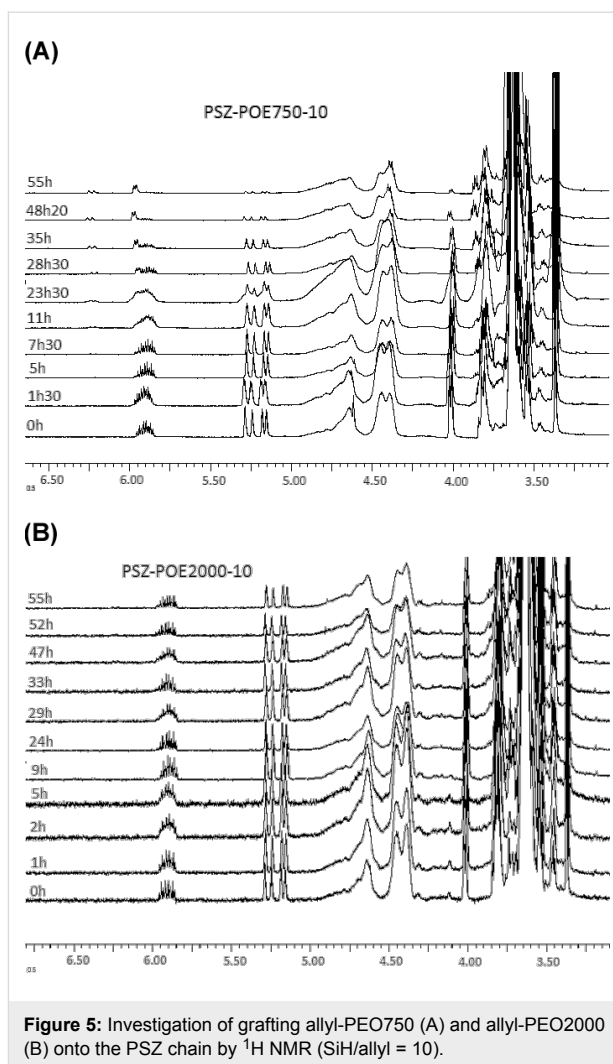 (A)
PSZ-POE750-10
55h
48h20
35h
28h30
23h30
11h
7h30
5h
1h30
0h
6.50 6.00 5.50 5.00 4.50 4.00 3.50
(B)
PSZ-POE2000-10
55h
52h
47h
33h
29h
24h
9h
5h
2h
1h
0h
6.50 6.00 5.50 5.00 4.50 4.00 3.50
Figure 5: Investigation of grafting allyl-PEO750 (A) and allyl-PEO2000
(B) onto the PSZ chain by ¹H NMR (SiH/allyl = 10).